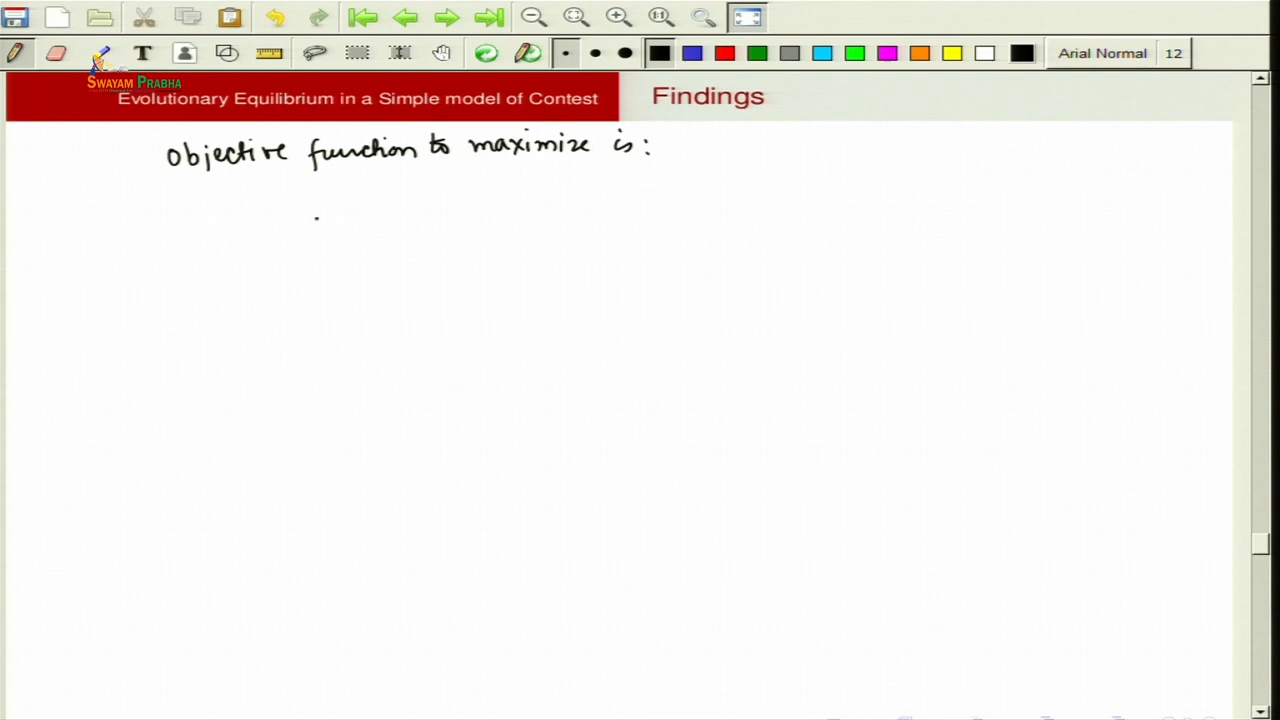 Arial Normal 12
SWAYAM PRABHA
Evolutionary Equilibrium in a Simple model of Contest
Findings
objective function to maximize is: